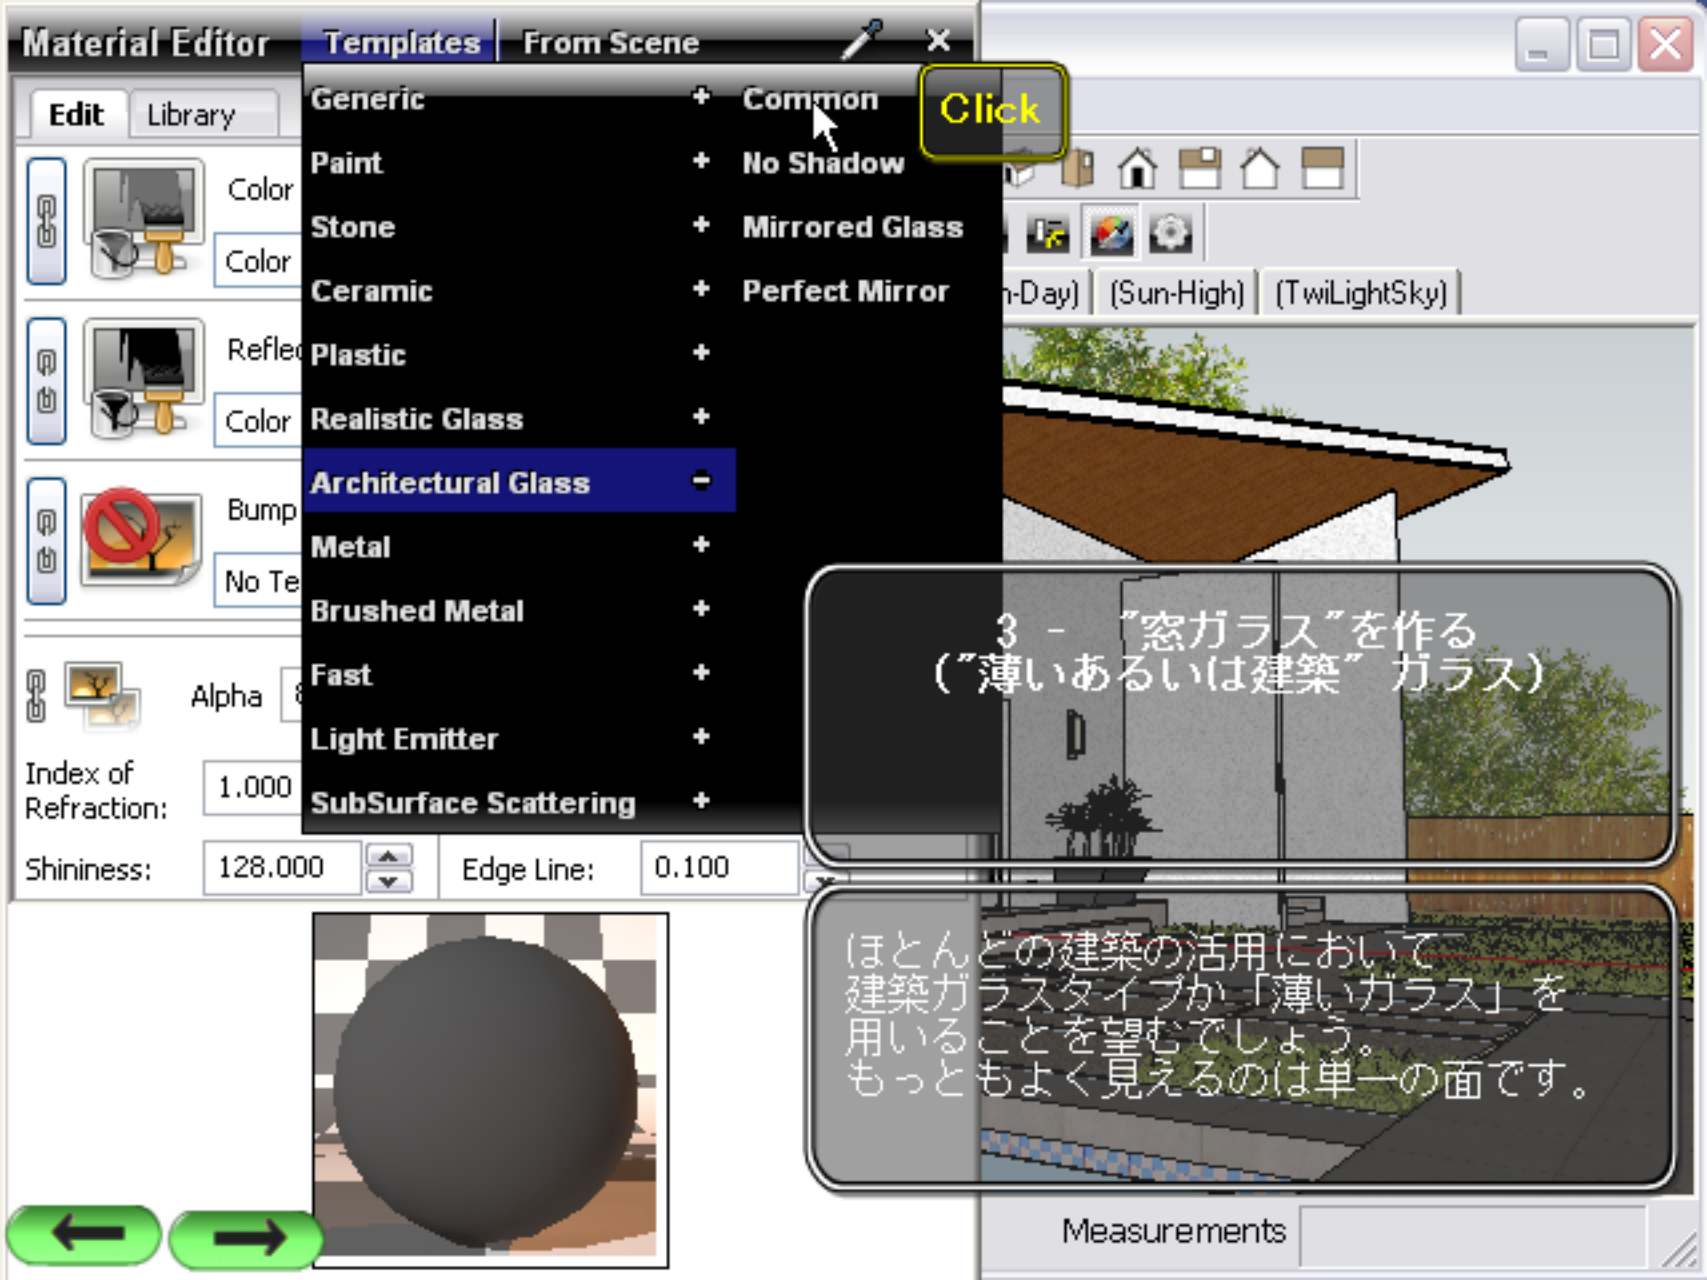 Material Editor
Templates
From Scene
Edit
Library
Generic
Common
Click
Paint
No Shadow
Stone
Mirrored Glass
Ceramic
Perfect Mirror
Plastic
Realistic Glass
Architectural Glass
Metal
Brushed Metal
Fast
Light Emitter
SubSurface Scattering
Color
Color
Color
Bump
Alpha
Index of
Refraction:
1.000
Shininess:
128.000
Edge Line:
0.100
(Sun-High)
(TwiLightSky)
3 - "窓ガラス"を作る
("薄いあるいは建築" ガラス)
ほとんどの建築の活用において
建築ガラスタイプか「薄いガラス」を
用いることを望むでしょう。
もっともよく見えるのは単一の面です。
Measurements